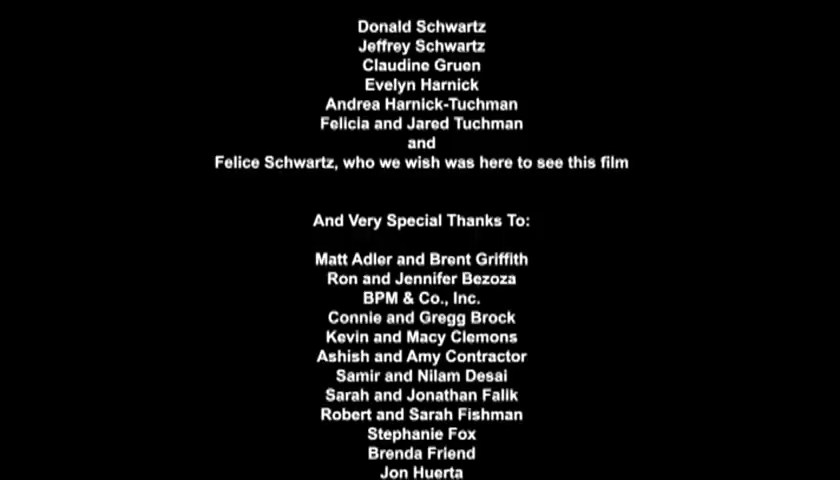 Donald Schwartz
Jeffrey Schwartz
Claudine Gruen
Evelyn Harnick
Andrea Harnick-Tuchman
Felicia and Jared Tuchman
and
Felice Schwartz, who we wish was here to see this film
And Very Special Thanks To:
Matt Adler and Brent Griffith
Ron and Jennifer Bezoza
BPM & Co., Inc.
Connie and Gregg Brock
Kevin and Macy Clemons
Ashish and Amy Contractor
Samir and Nilam Desai
Sarah and Jonathan Falik
Robert and Sarah Fishman
Stephanie Fox
Brenda Friend
Jon Huerta